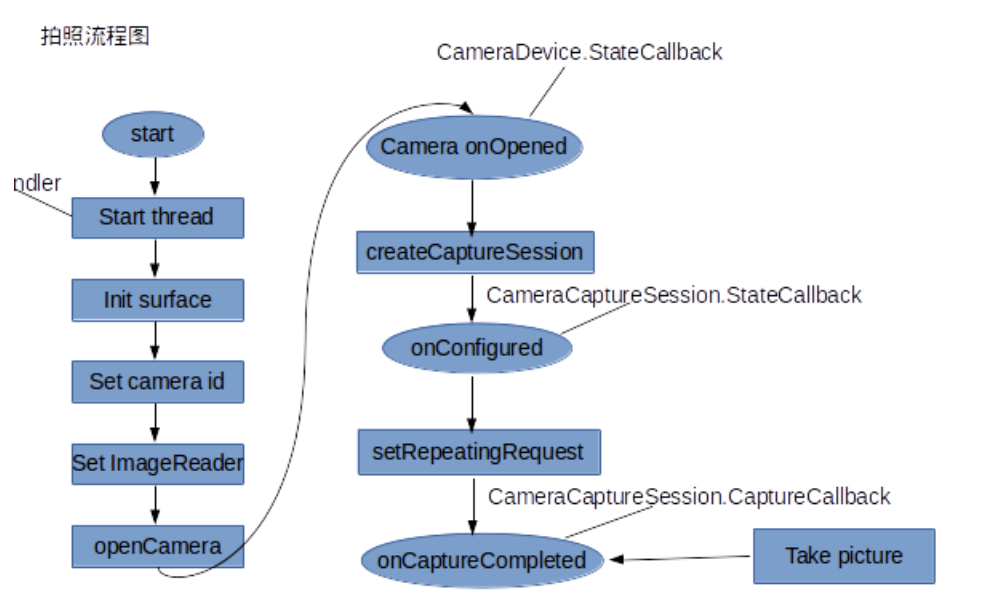 拍照流程图
start
ndler
Start thread
Init surface
Set camera id
Set ImageReader
openCamera
CameraDevice.StateCallback
Camera onOpened
createCaptureSession
CameraCaptureSession.StateCallback
onConfigured
setRepeatingRequest
CameraCaptureSession.CaptureCallback
onCaptureCompleted
Take picture